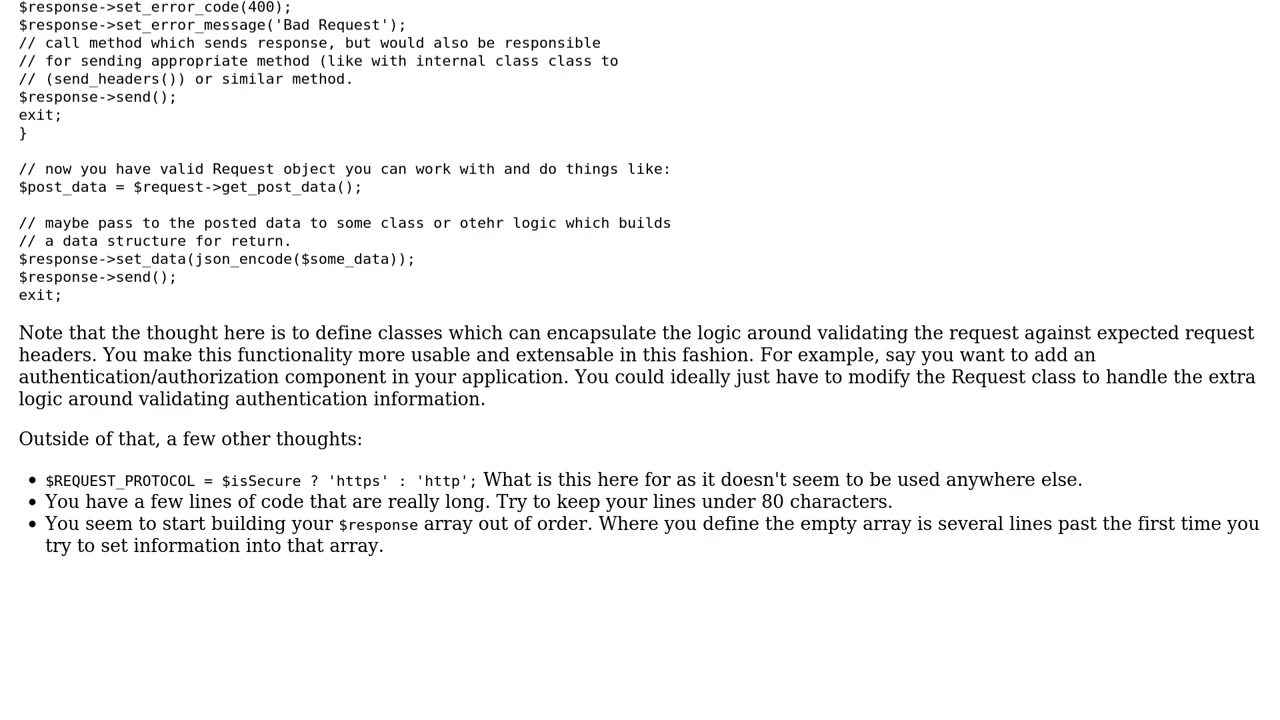 $response->set_error_code(400);
$response->set_error_message('Bad Request');
// call method which sends response, but would also be responsible
// for sending appropriate method (like with internal class class to
// (send_headers()) or similar method.
$response->send();
exit;
}
// now you have valid Request object you can work with and do things like:
$post_data = $request->get_post_data();
// maybe pass to the posted data to some class or otehr logic which builds
// a data structure for return.
$response->set_data(json_encode($some_data));
$response->send();
exit;
Note that the thought here is to define classes which can encapsulate the logic around validating the request against expected request
headers. You make this functionality more usable and extensable in this fashion. For example, say you want to add an
authentication/authorization component in your application. You could ideally just have to modify the Request class to handle the extra
logic around validating authentication information.
Outside of that, a few other thoughts:
• $REQUEST_PROTOCOL = $isSecure ? 'https' : 'http'; What is this here for as it doesn't seem to be used anywhere else.
• You have a few lines of code that are really long. Try to keep your lines under 80 characters.
• You seem to start building your $response array out of order. Where you define the empty array is several lines past the first time you
try to set information into that array.